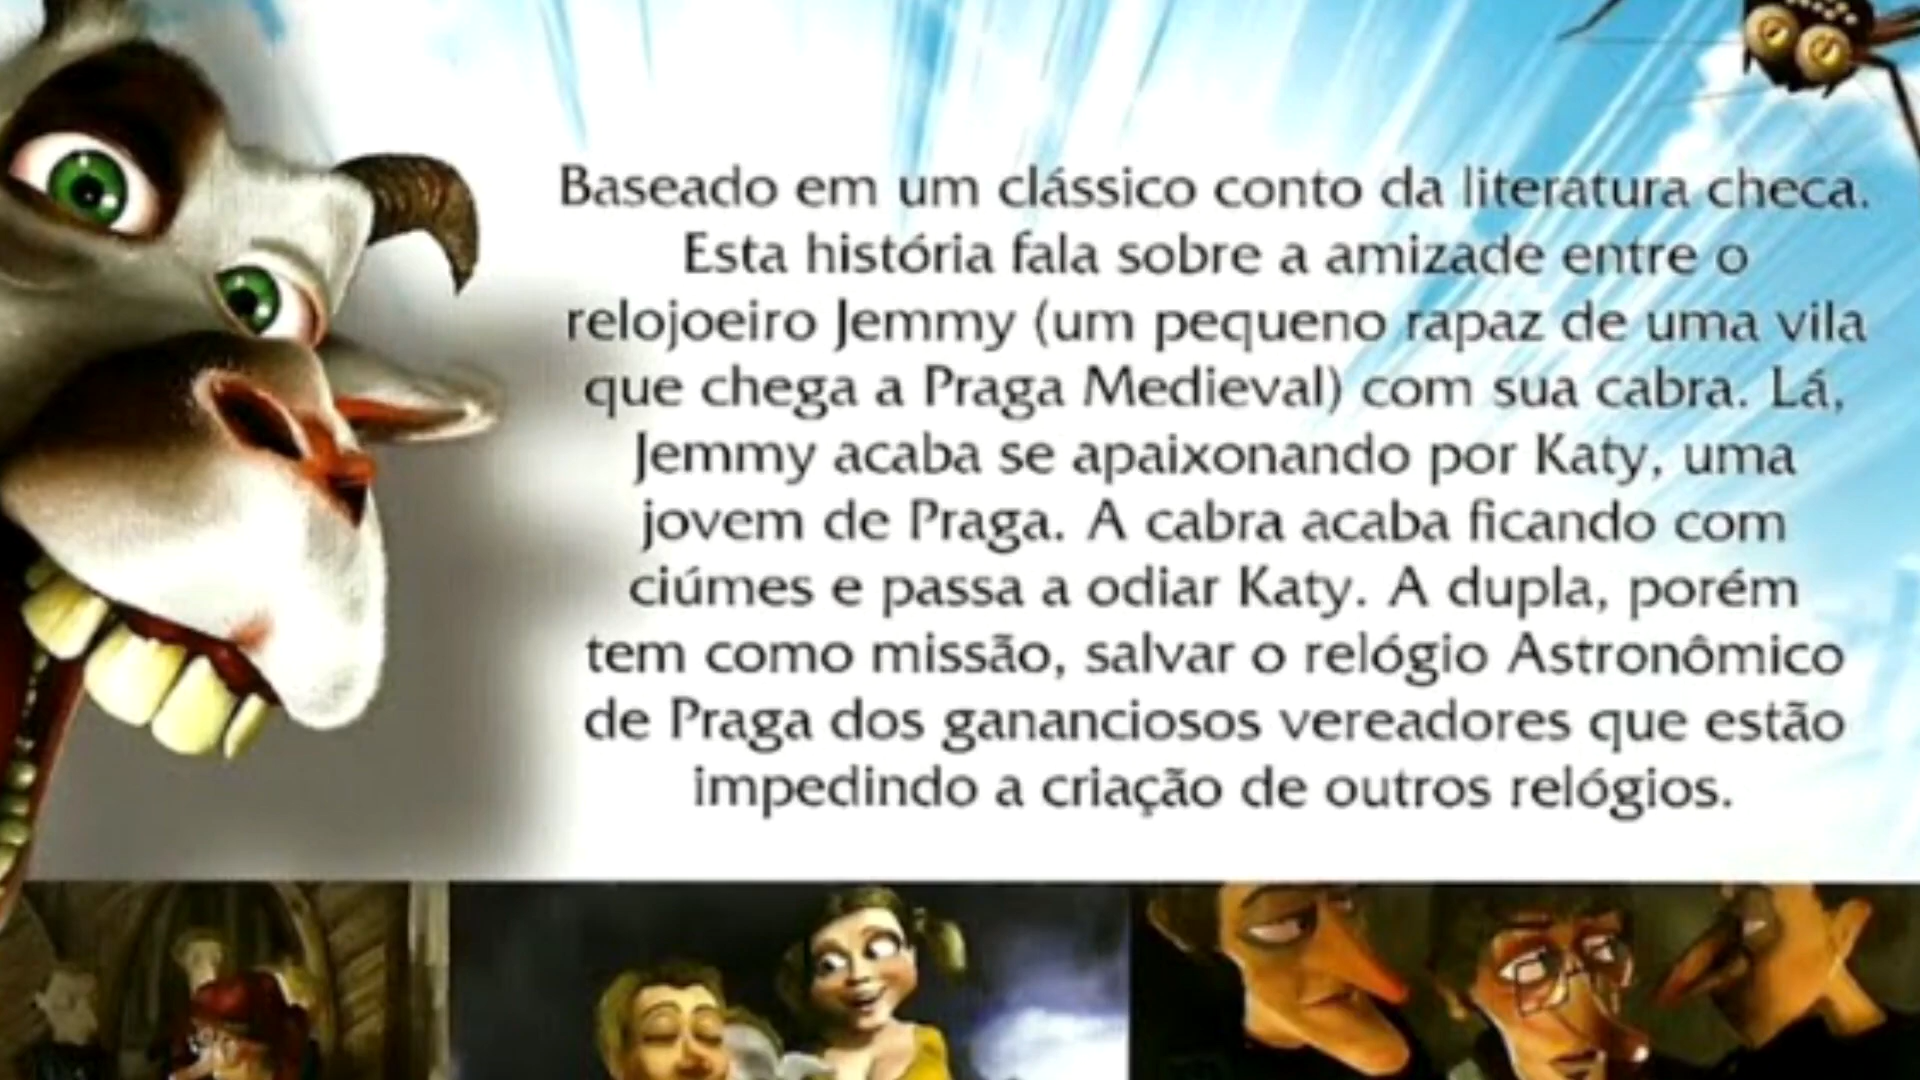 Baseado em um clássico conto da literatura checa.
Esta história fala sobre a amizade entre o
relojoeiro Jemmy (um pequeno rapaz de uma vila
que chega a Praga Medieval) com sua cabra. Lá,
Jemmy acaba se apaixonando por Katy, uma
jovem de Praga. A cabra acaba ficando com
ciúmes e passa a odiar Katy. A dupla, porém
tem como missão, salvar o relógio Astronômico
de Praga dos gananciosos vereadores que estão
impedindo a criação de outros relógios.